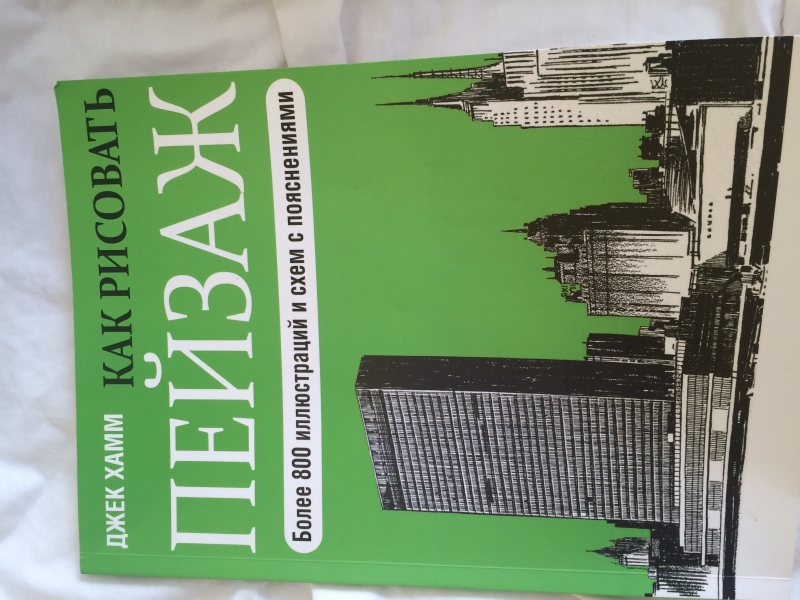 ДЖЕК ХАММ
КАК РИСОВАТЬ
ПЕЙЗАЖ
Более 800 иллюстраций и схем с пояснениями